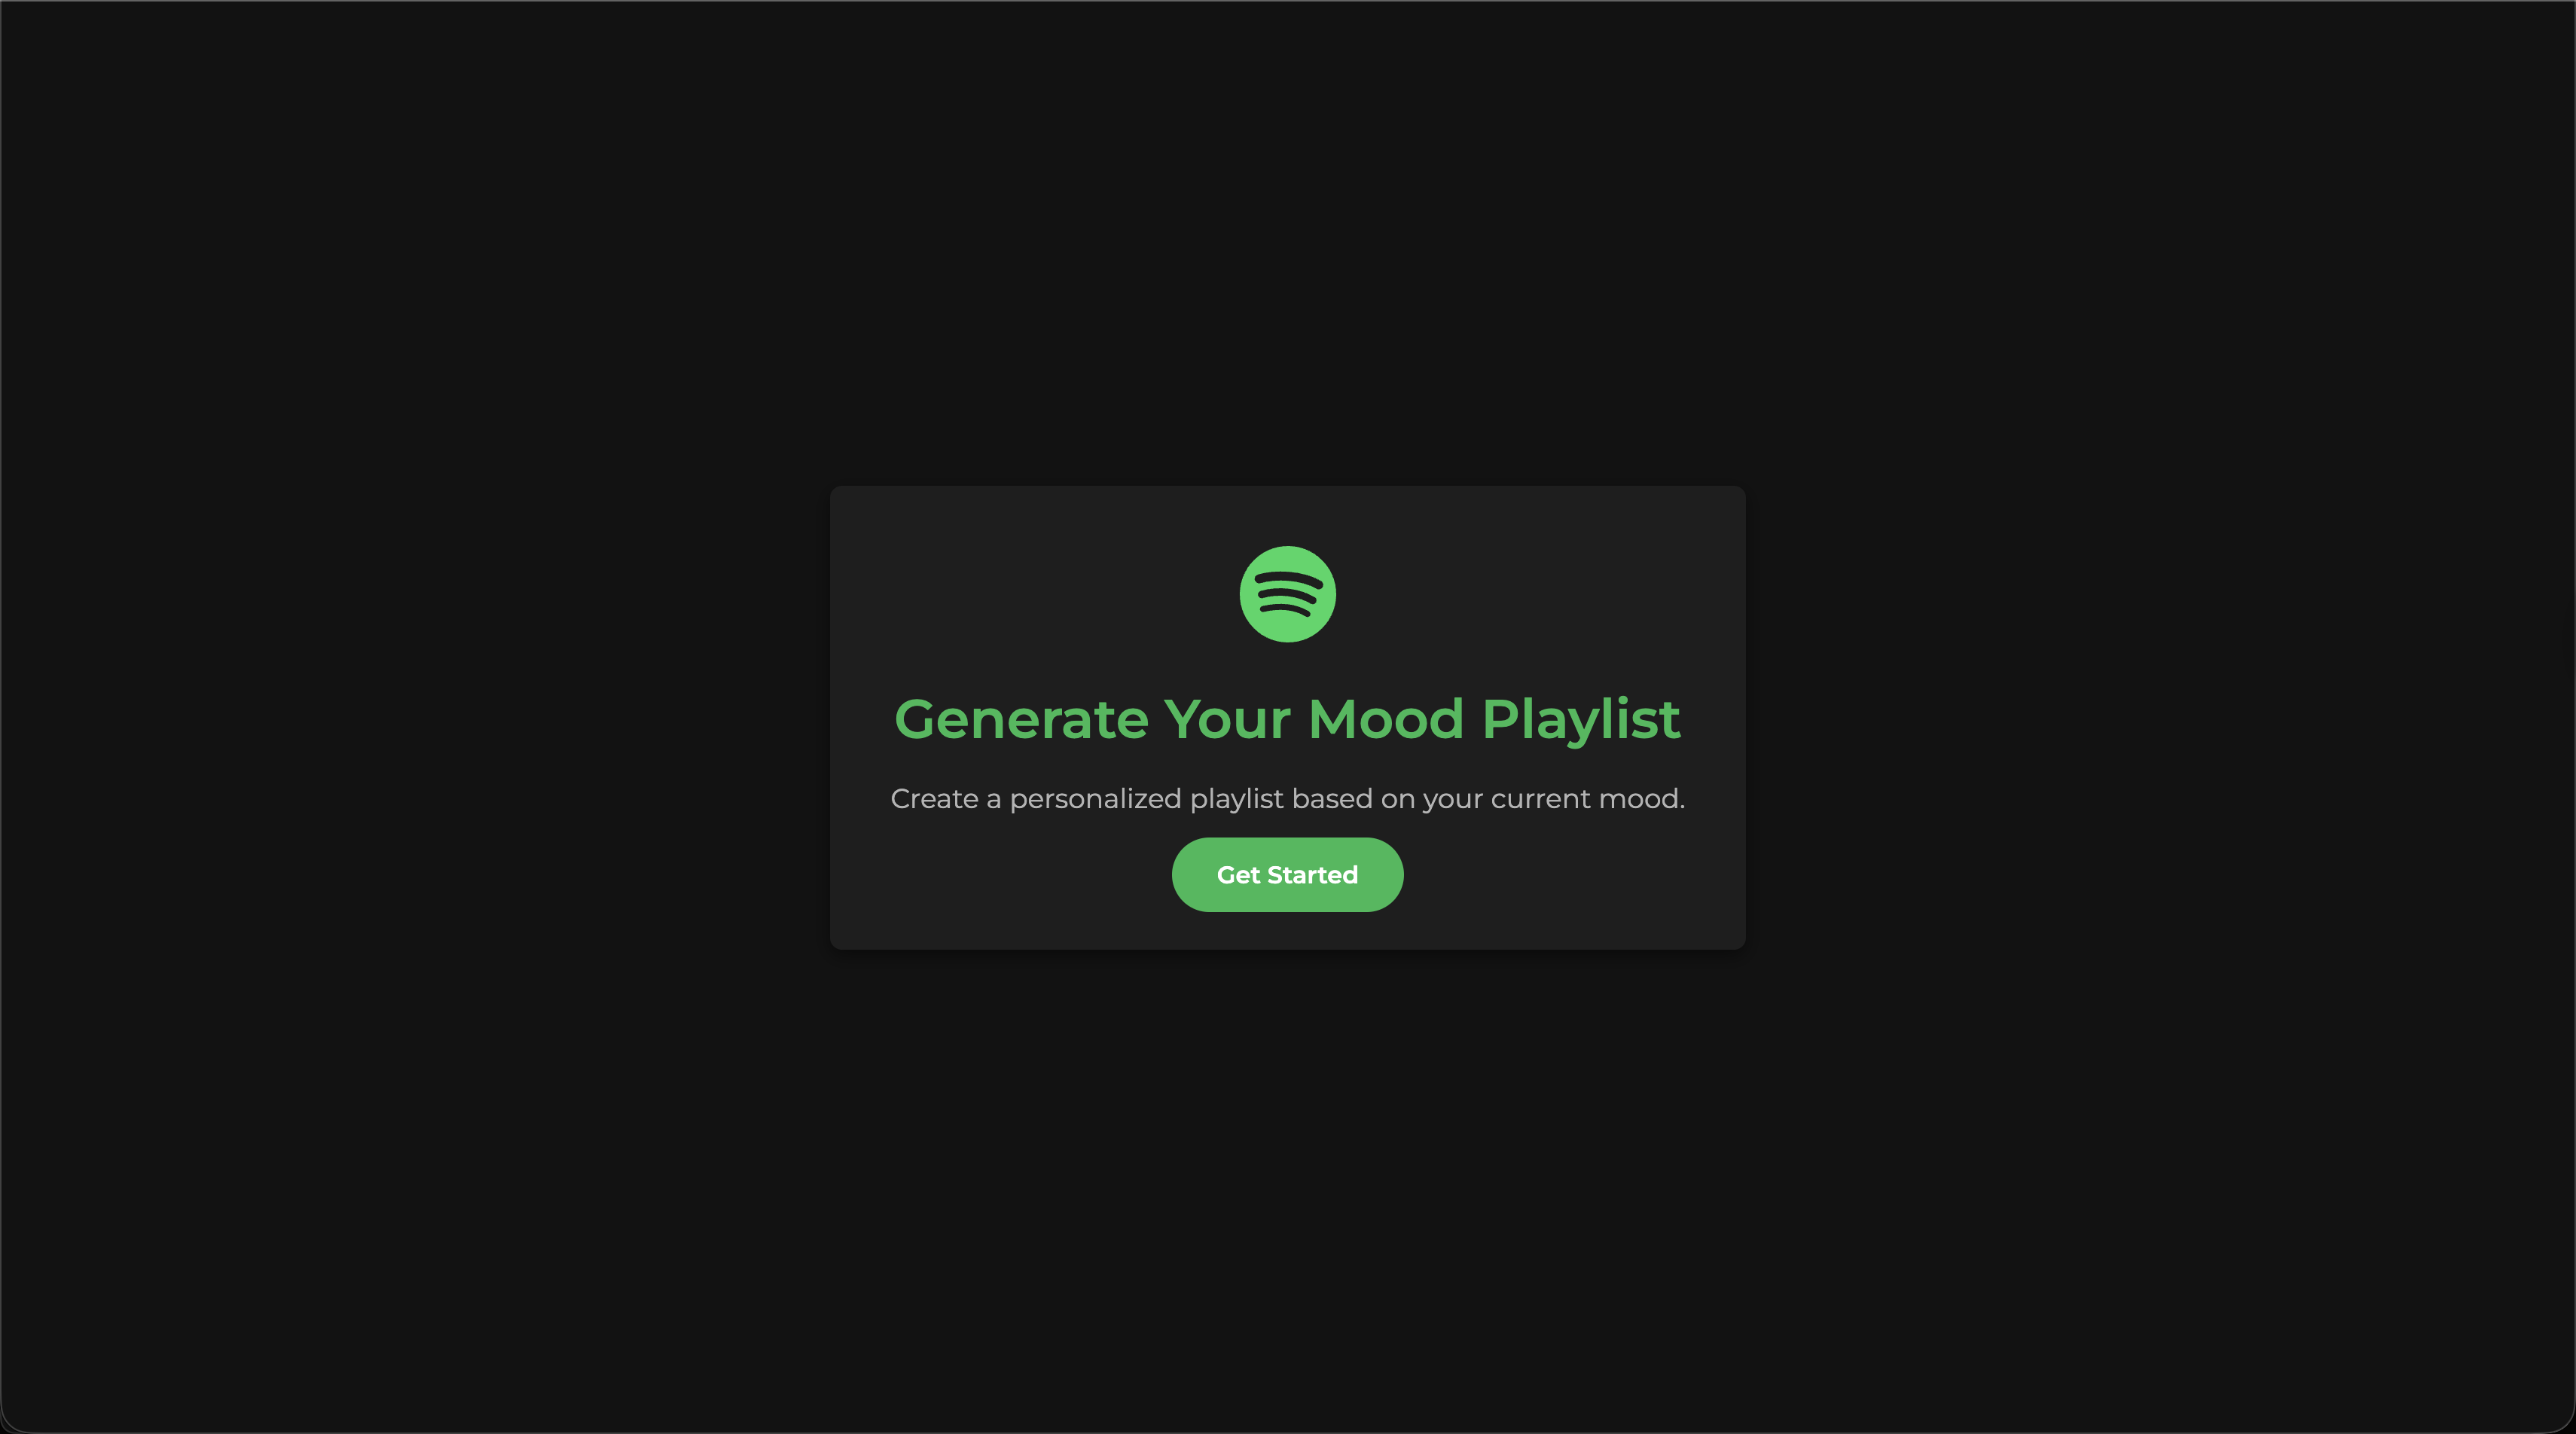 Generate Your Mood Playlist
Create a personalized playlist based on your current mood.
Get Started